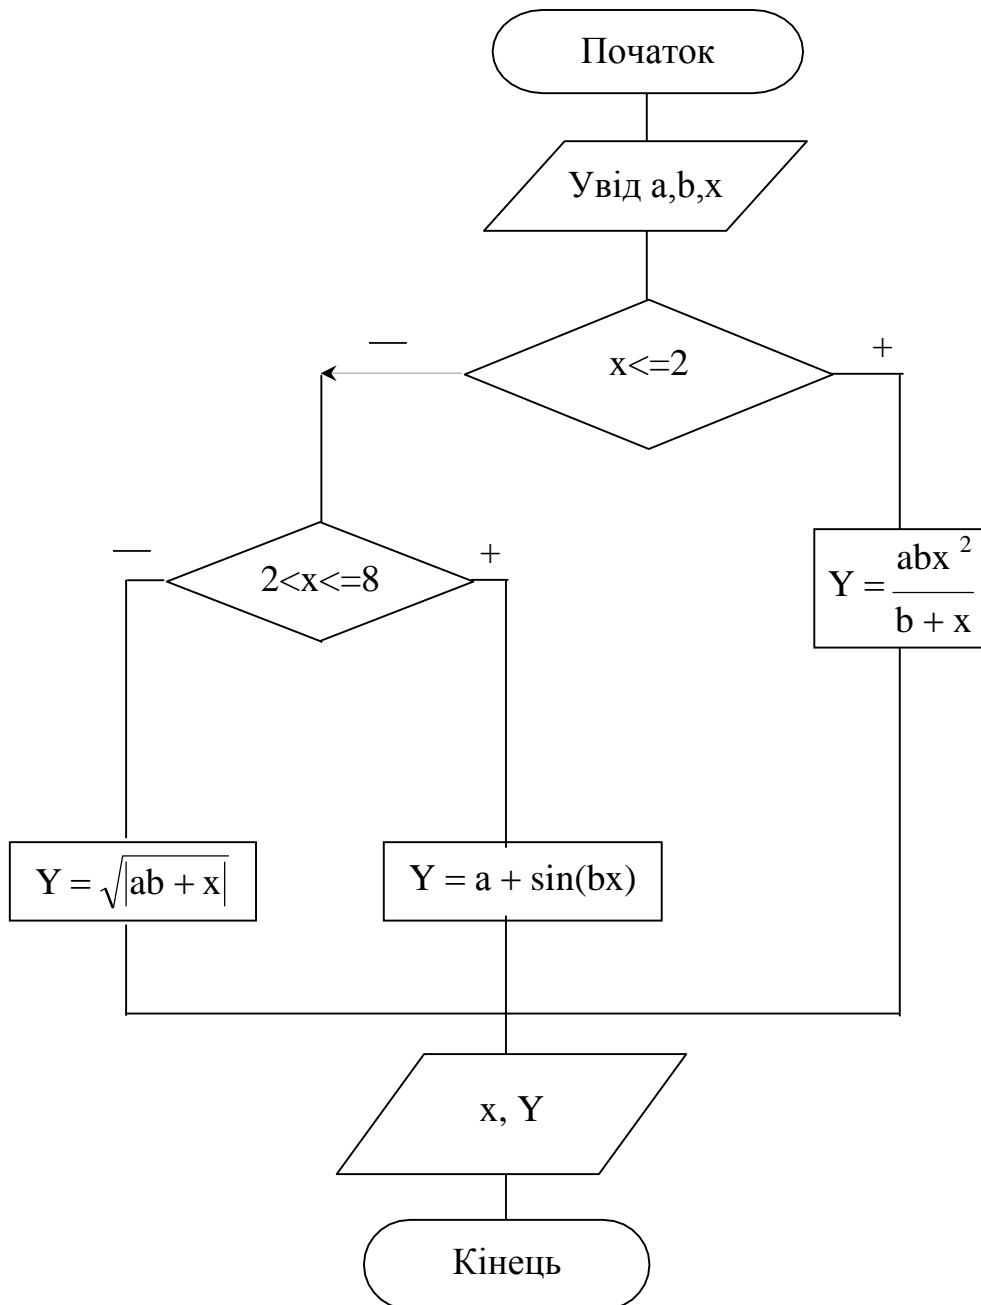 Початок
Увід a,b,x
x<=2
—
+
2<x<=8
—
+
Y = abx² / b + x
Y = √|ab + x|
Y = a + sin(bx)
x, Y
Кінець